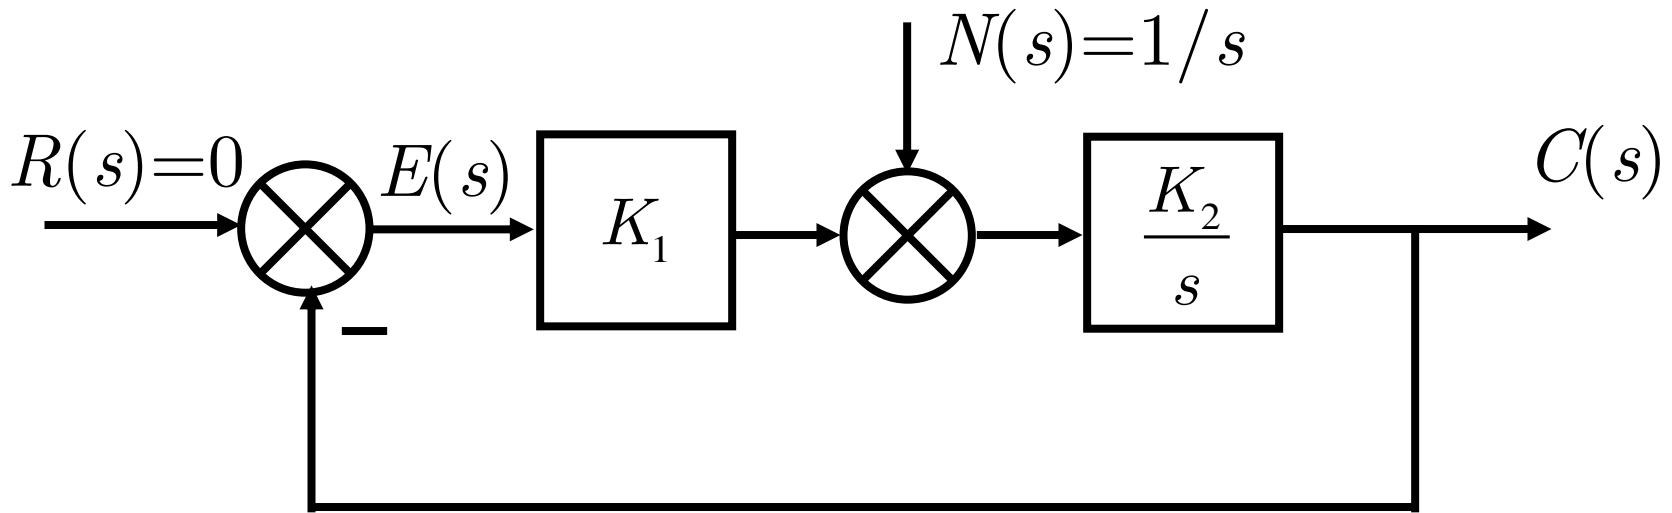 N(s)=1/s
R(s)=0
E(s)
K₁
K₂
s
C(s)
−